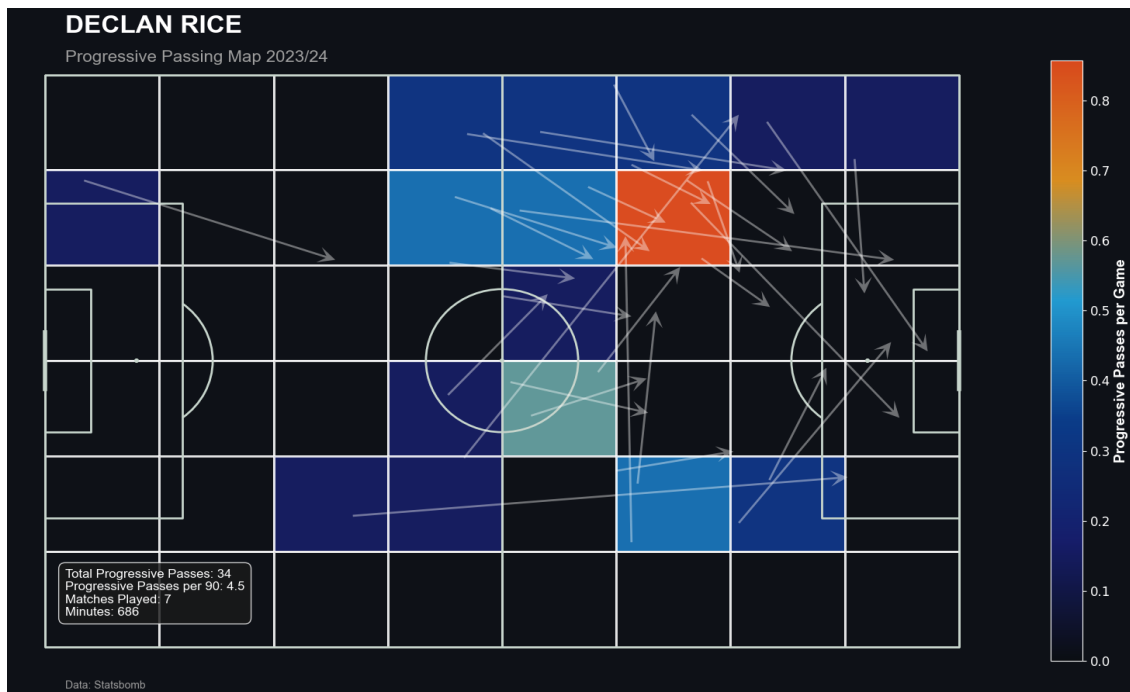 DECLAN RICE
Progressive Passing Map 2023/24
0.8
0.7
0.6
0.5
0.4
0.3
0.2
0.1
0.0
Progressive Passes per Game
Total Progressive Passes: 34
Progressive Passes per 90: 4.5
Matches Played: 7
Minutes: 686
Data: Statsbomb